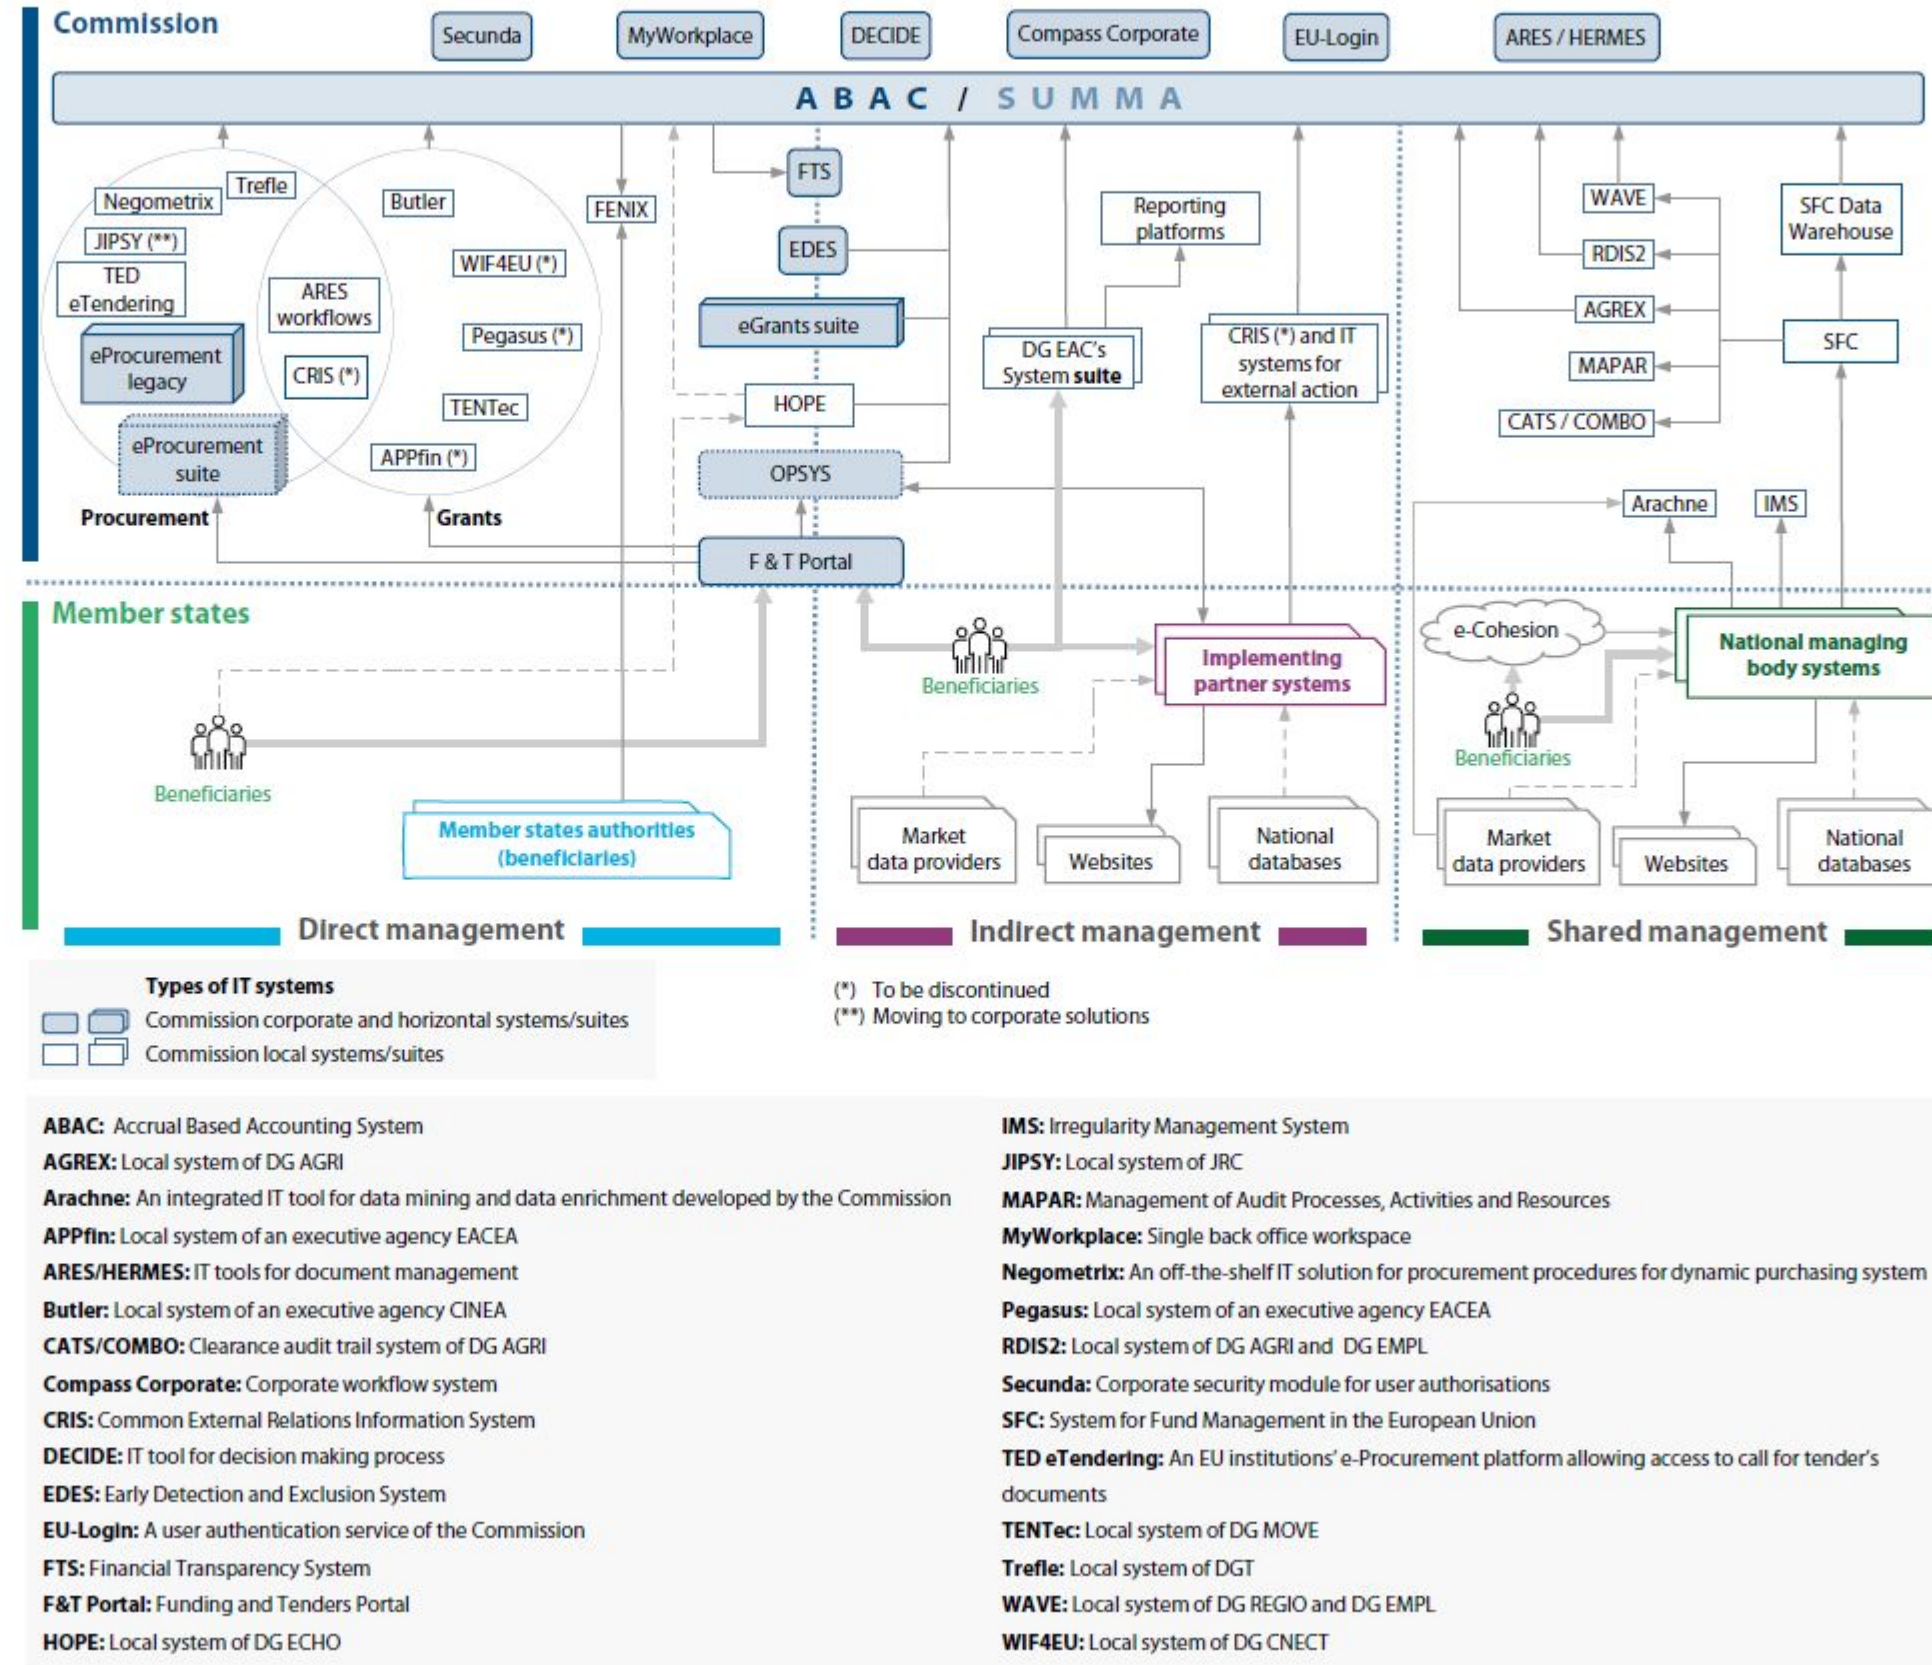 Commission
Secunda
MyWorkplace
DECIDE
Compass Corporate
EU-Login
ARES / HERMES
ABAC / SUMMA
Negometrix
Trefle
JIPSY (**)
TED
eTendering
eProcurement
legacy
eProcurement
suite
ARES
workflows
CRIS (*)
Butler
WIF4EU (*)
Pegasus (*)
TENTec
APPfin (*)
Procurement
Grants
FENIX
FTS
EDES
eGrants suite
HOPE
OPSYS
F & T Portal
Reporting
platforms
DG EAC's
System suite
CRIS (*) and IT
systems for
external action
WAVE
RDIS2
AGREX
MAPAR
CATS / COMBO
SFC Data
Warehouse
SFC
Arachne
IMS
Member states
Beneficiaries
Member states authorities
(beneficiaries)
Beneficiaries
Implementing
partner systems
Market
data providers
Websites
National
databases
e-Cohesion
National managing
body systems
Beneficiaries
Market
data providers
Websites
National
databases
Direct management
Indirect management
Shared management
Types of IT systems
Commission corporate and horizontal systems/suites
Commission local systems/suites
(*) To be discontinued
(**) Moving to corporate solutions
ABAC: Accrual Based Accounting System
AGREX: Local system of DG AGRI
Arachne: An integrated IT tool for data mining and data enrichment developed by the Commission
APPfin: Local system of an executive agency EACEA
ARES/HERMES: IT tools for document management
Butler: Local system of an executive agency CINEA
CATS/COMBO: Clearance audit trail system of DG AGRI
Compass Corporate: Corporate workflow system
CRIS: Common External Relations Information System
DECIDE: IT tool for decision making process
EDES: Early Detection and Exclusion System
EU-Login: A user authentication service of the Commission
FTS: Financial Transparency System
F&T Portal: Funding and Tenders Portal
HOPE: Local system of DG ECHO
IMS: Irregularity Management System
JIPSY: Local system of JRC
MAPAR: Management of Audit Processes, Activities and Resources
MyWorkplace: Single back office workspace
Negometrix: An off-the-shelf IT solution for procurement procedures for dynamic purchasing system
Pegasus: Local system of an executive agency EACEA
RDIS2: Local system of DG AGRI and DG EMPL
Secunda: Corporate security module for user authorisations
SFC: System for Fund Management in the European Union
TED eTendering: An EU institutions' e-Procurement platform allowing access to call for tender's
documents
TENTec: Local system of DG MOVE
Trefle: Local system of DGT
WAVE: Local system of DG REGIO and DG EMPL
WIF4EU: Local system of DG CNECT